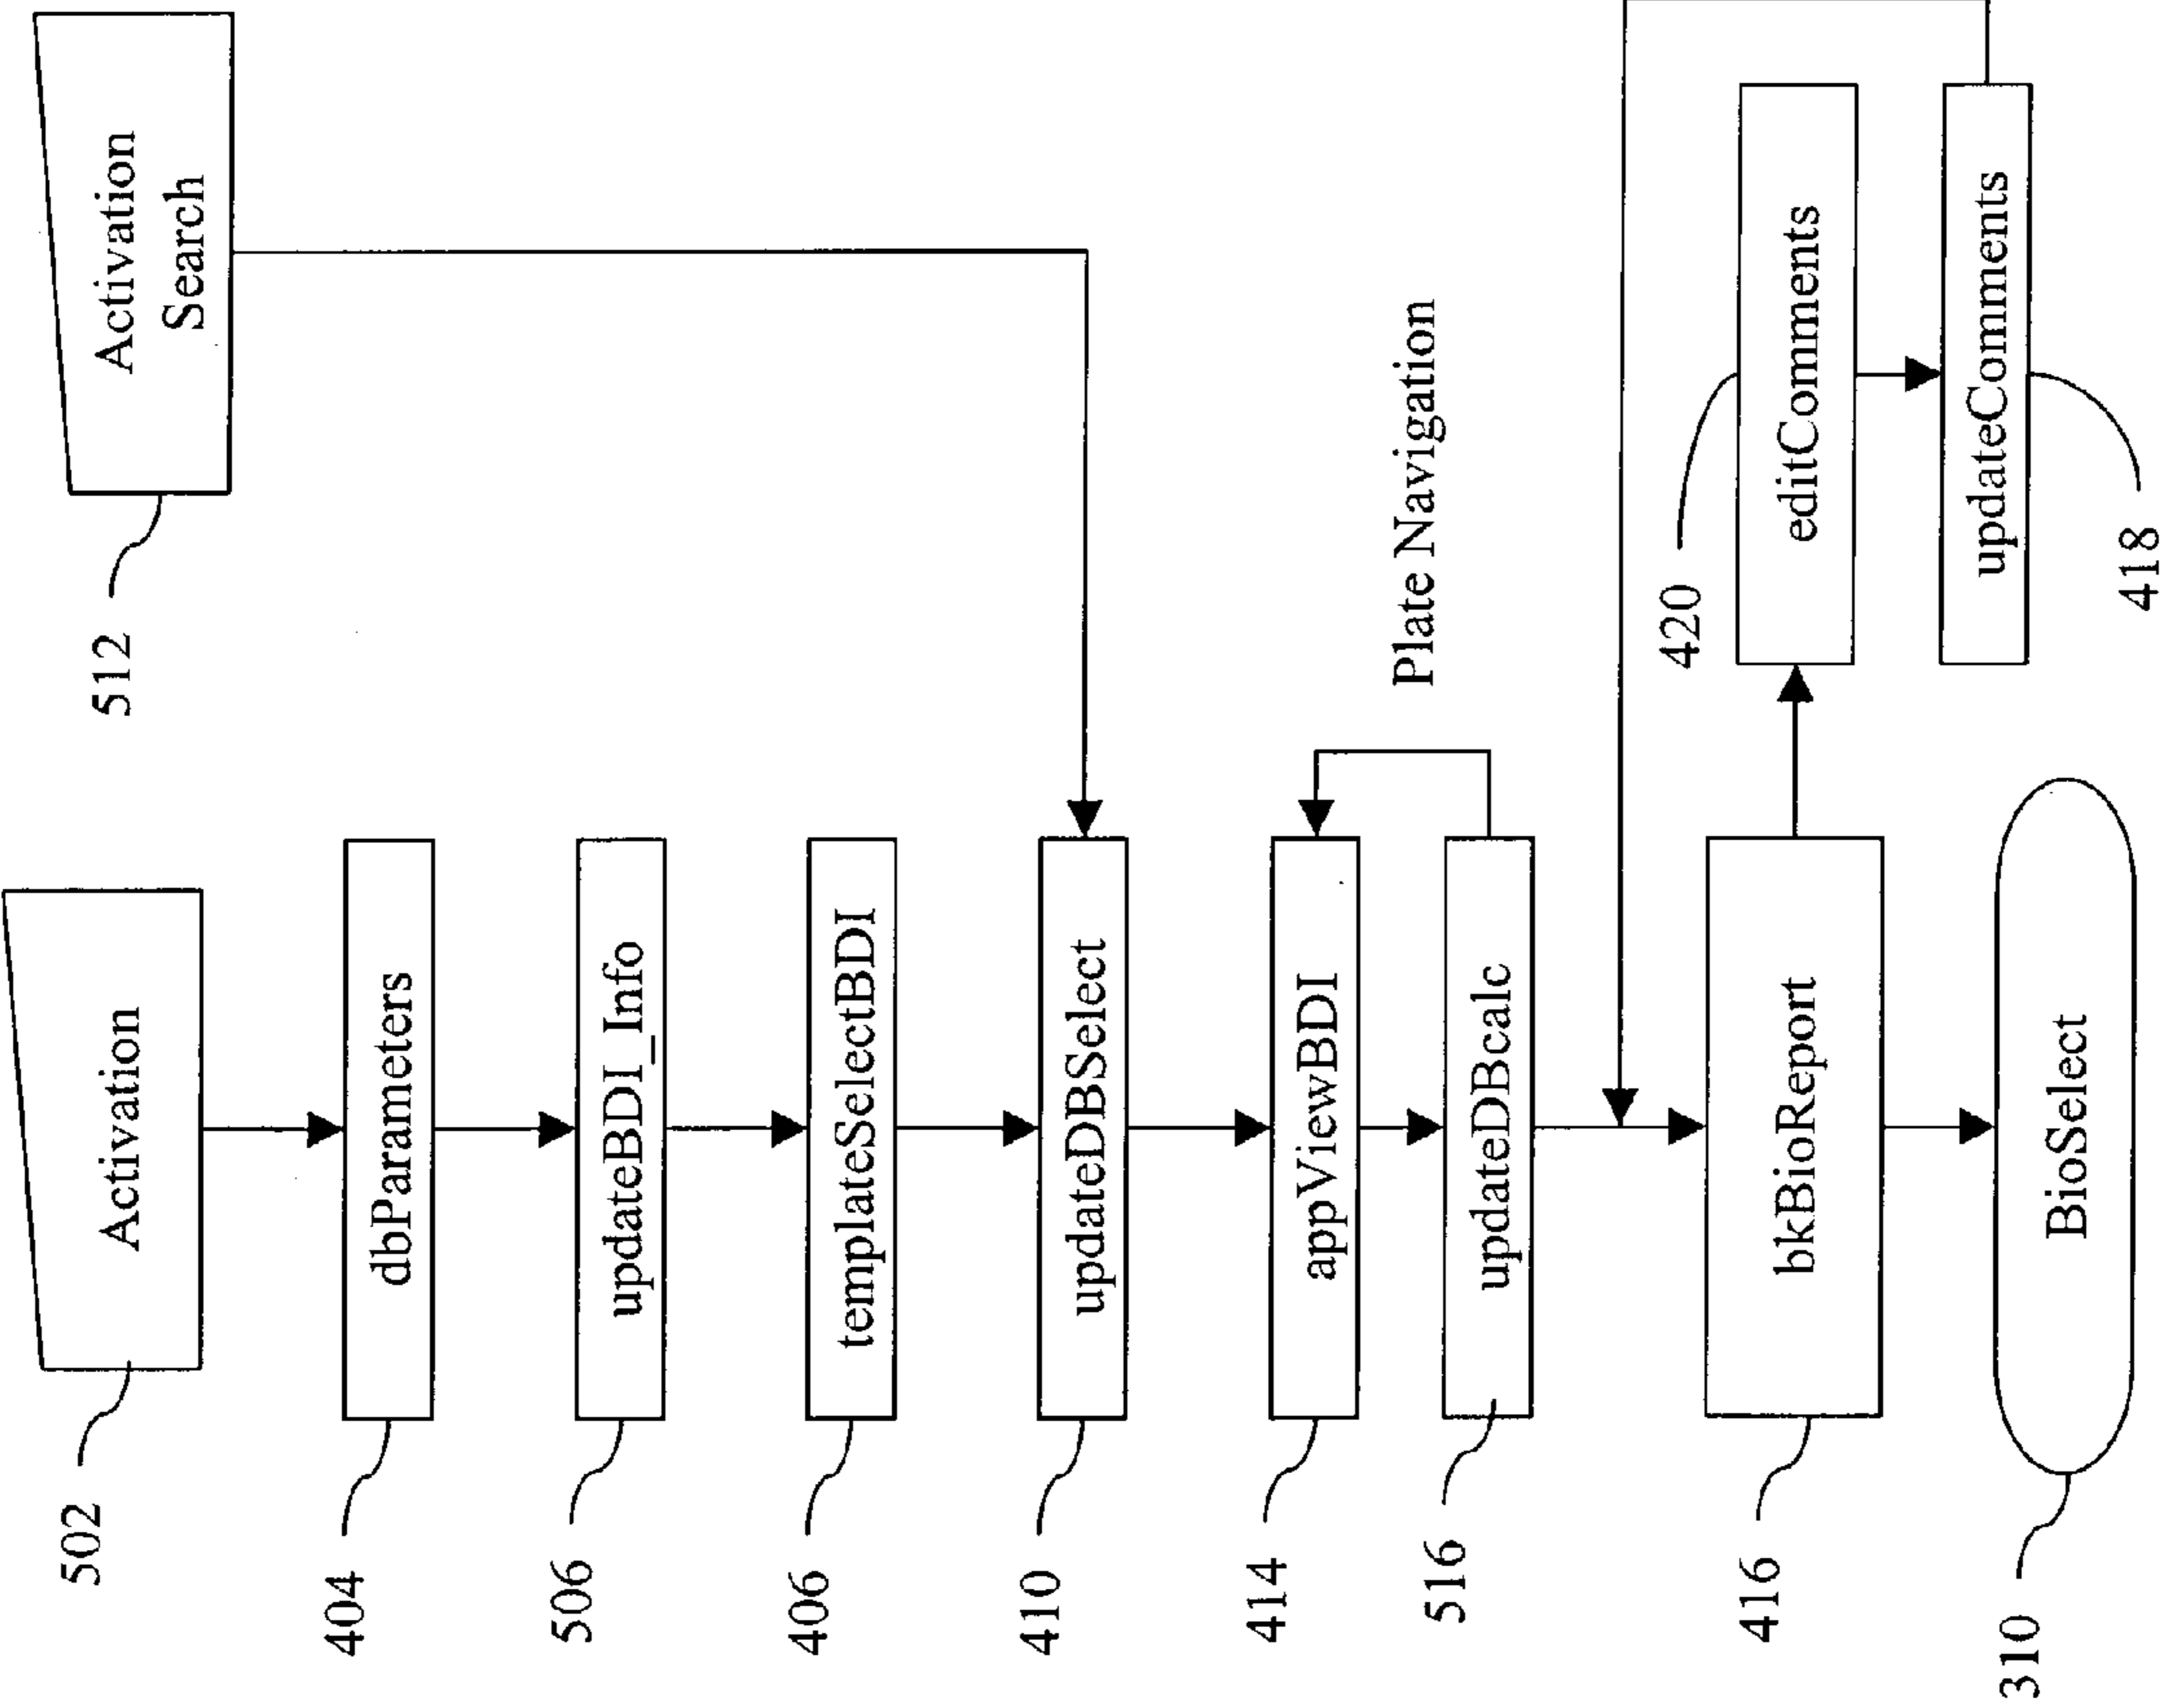 502
Activation
512
Activation
Search
404
dbParameters
506
updateBDI_Info
406
templateSelectBDI
410
updateDBSelect
414
appViewBDI
Plate Navigation
516
updateDBcalc
416
bkBioReport
420
editComments
updateComments
418
310
BioSelect